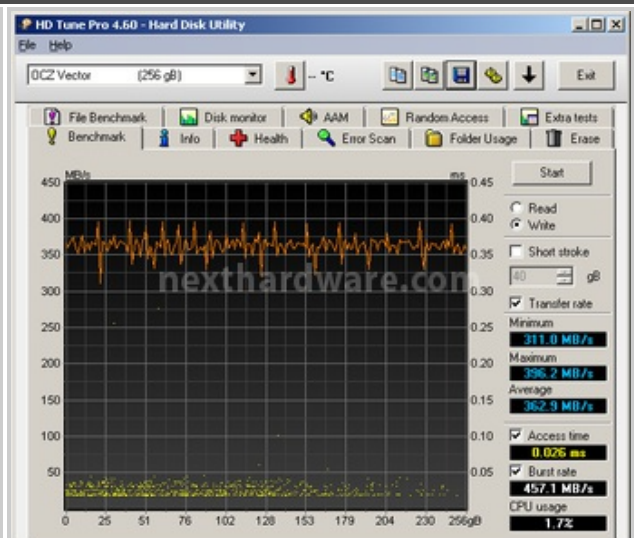 HD Tune Pro 4.60 - Hard Disk Utility
File Help
OCZ Vector (256 gB) -- °C Exit
File Benchmark Disk monitor AAM Random Access Extra tests
Benchmark Info Health Error Scan Folder Usage Erase
MB/s ms
450 0.45
400 0.40
350 0.35
300 0.30
250 0.25
200 0.20
150 0.15
100 0.10
50 0.05
0 25 51 76 102 128 153 179 204 230 256gB
nexthardware.com
Start
Read
Write
Short stroke
40 gB
Transfer rate
Minimum
311.0 MB/s
Maximum
396.2 MB/s
Average
362.9 MB/s
Access time
0.026 ms
Burst rate
457.1 MB/s
CPU usage
1.7%